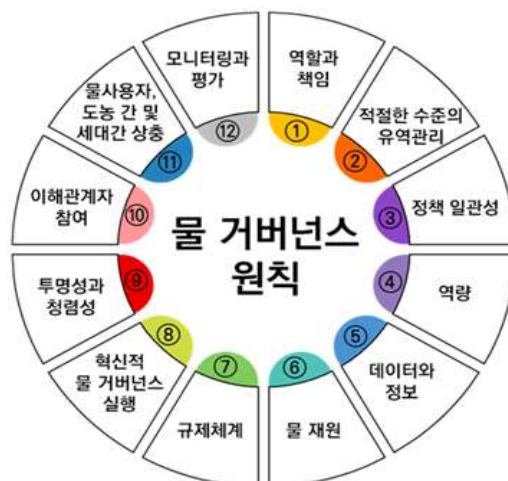 물 거버넌스
원칙
역할과
책임
①
적절한 수준의
유역관리
②
정책 일관성
③
역량
④
데이터와
정보
⑤
물 재원
⑥
규제체계
⑦
혁신적
물 거버넌스
실행
⑧
투명성과
청렴성
⑨
이해관계자
참여
⑩
물사용자,
도농 간 및
세대간 상충
⑪
모니터링과
평가
⑫